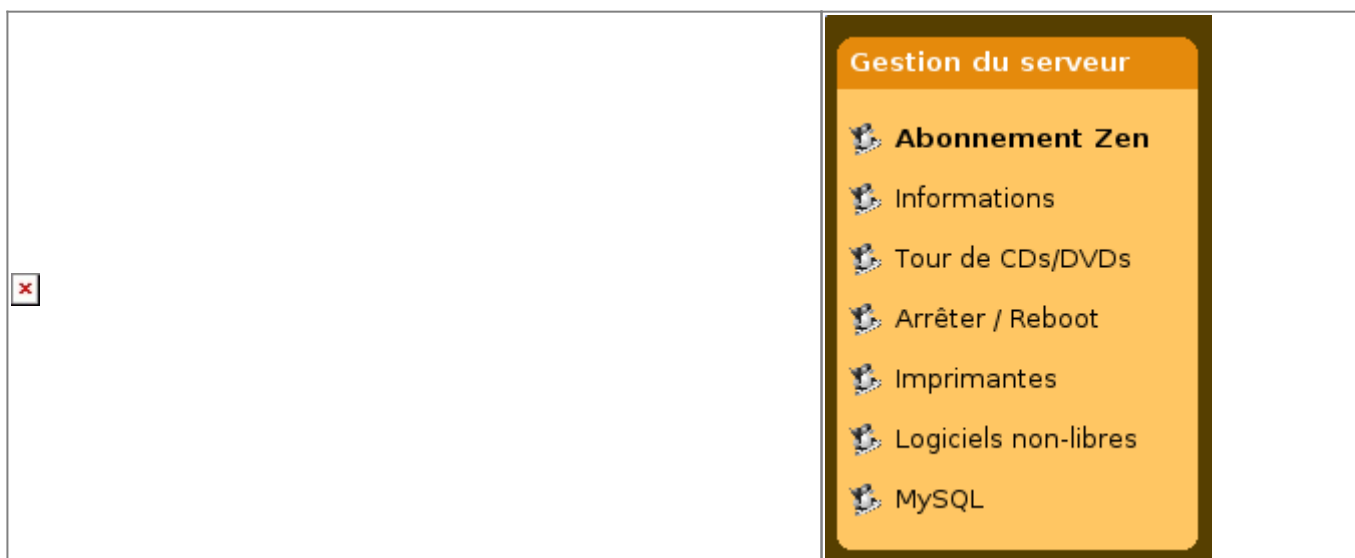 Gestion du serveur
Abonnement Zen
Informations
Tour de CDs/DVDs
Arrêter / Reboot
Imprimantes
Logiciels non-libres
MySQL